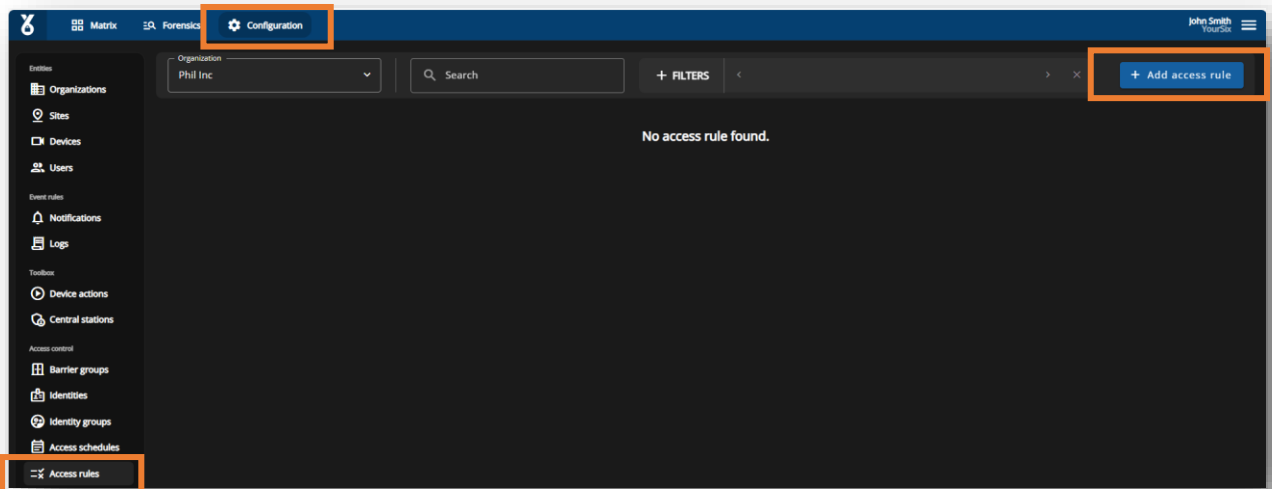 Matrix
Forensics
Configuration
John Smith
YourSix
Entities
Organizations
Sites
Devices
Users
Event rules
Notifications
Logs
Toolbox
Device actions
Central stations
Access control
Barrier groups
Identities
Identity groups
Access schedules
Access rules
Organization
Phil Inc
Search
+ FILTERS
+ Add access rule
No access rule found.